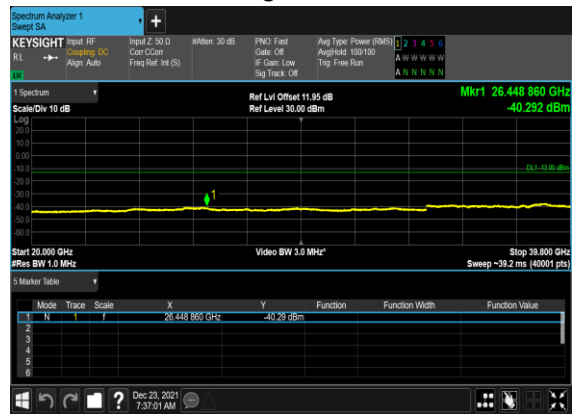 Spectrum Analyzer 1
Swept SA
+
KEYSIGHT Input: RF Input Z: 50 Ω #Atten: 30 dB PNO: Fast Avg Type: Power (RMS) 1 2 3 4 5 6
RL Coupling: DC Corr CCorr Gate: Off Avg|Hold: 100/100 A W W W W W
Align: Auto Freq Ref: Int (S) IF Gain: Low Trig: Free Run
Sig Track: Off A N N N N N
LXI
1 Spectrum Ref Lvl Offset 11.95 dB Mkr1 26.448 860 GHz
Scale/Div 10 dB Ref Level 30.00 dBm -40.292 dBm
Log
20.0
10.0
0.00
-10.0 DL1 -13.00 dBm
-20.0
-30.0
1
-40.0
-50.0
-60.0
Start 20.000 GHz Video BW 3.0 MHz* Stop 39.800 GHz
#Res BW 1.0 MHz Sweep ~39.2 ms (40001 pts)
5 Marker Table
Mode Trace Scale X Y Function Function Width Function Value
1 N 1 f 26.448 860 GHz -40.29 dBm
2
3
4
5
6
? Dec 23, 2021
7:37:01 AM